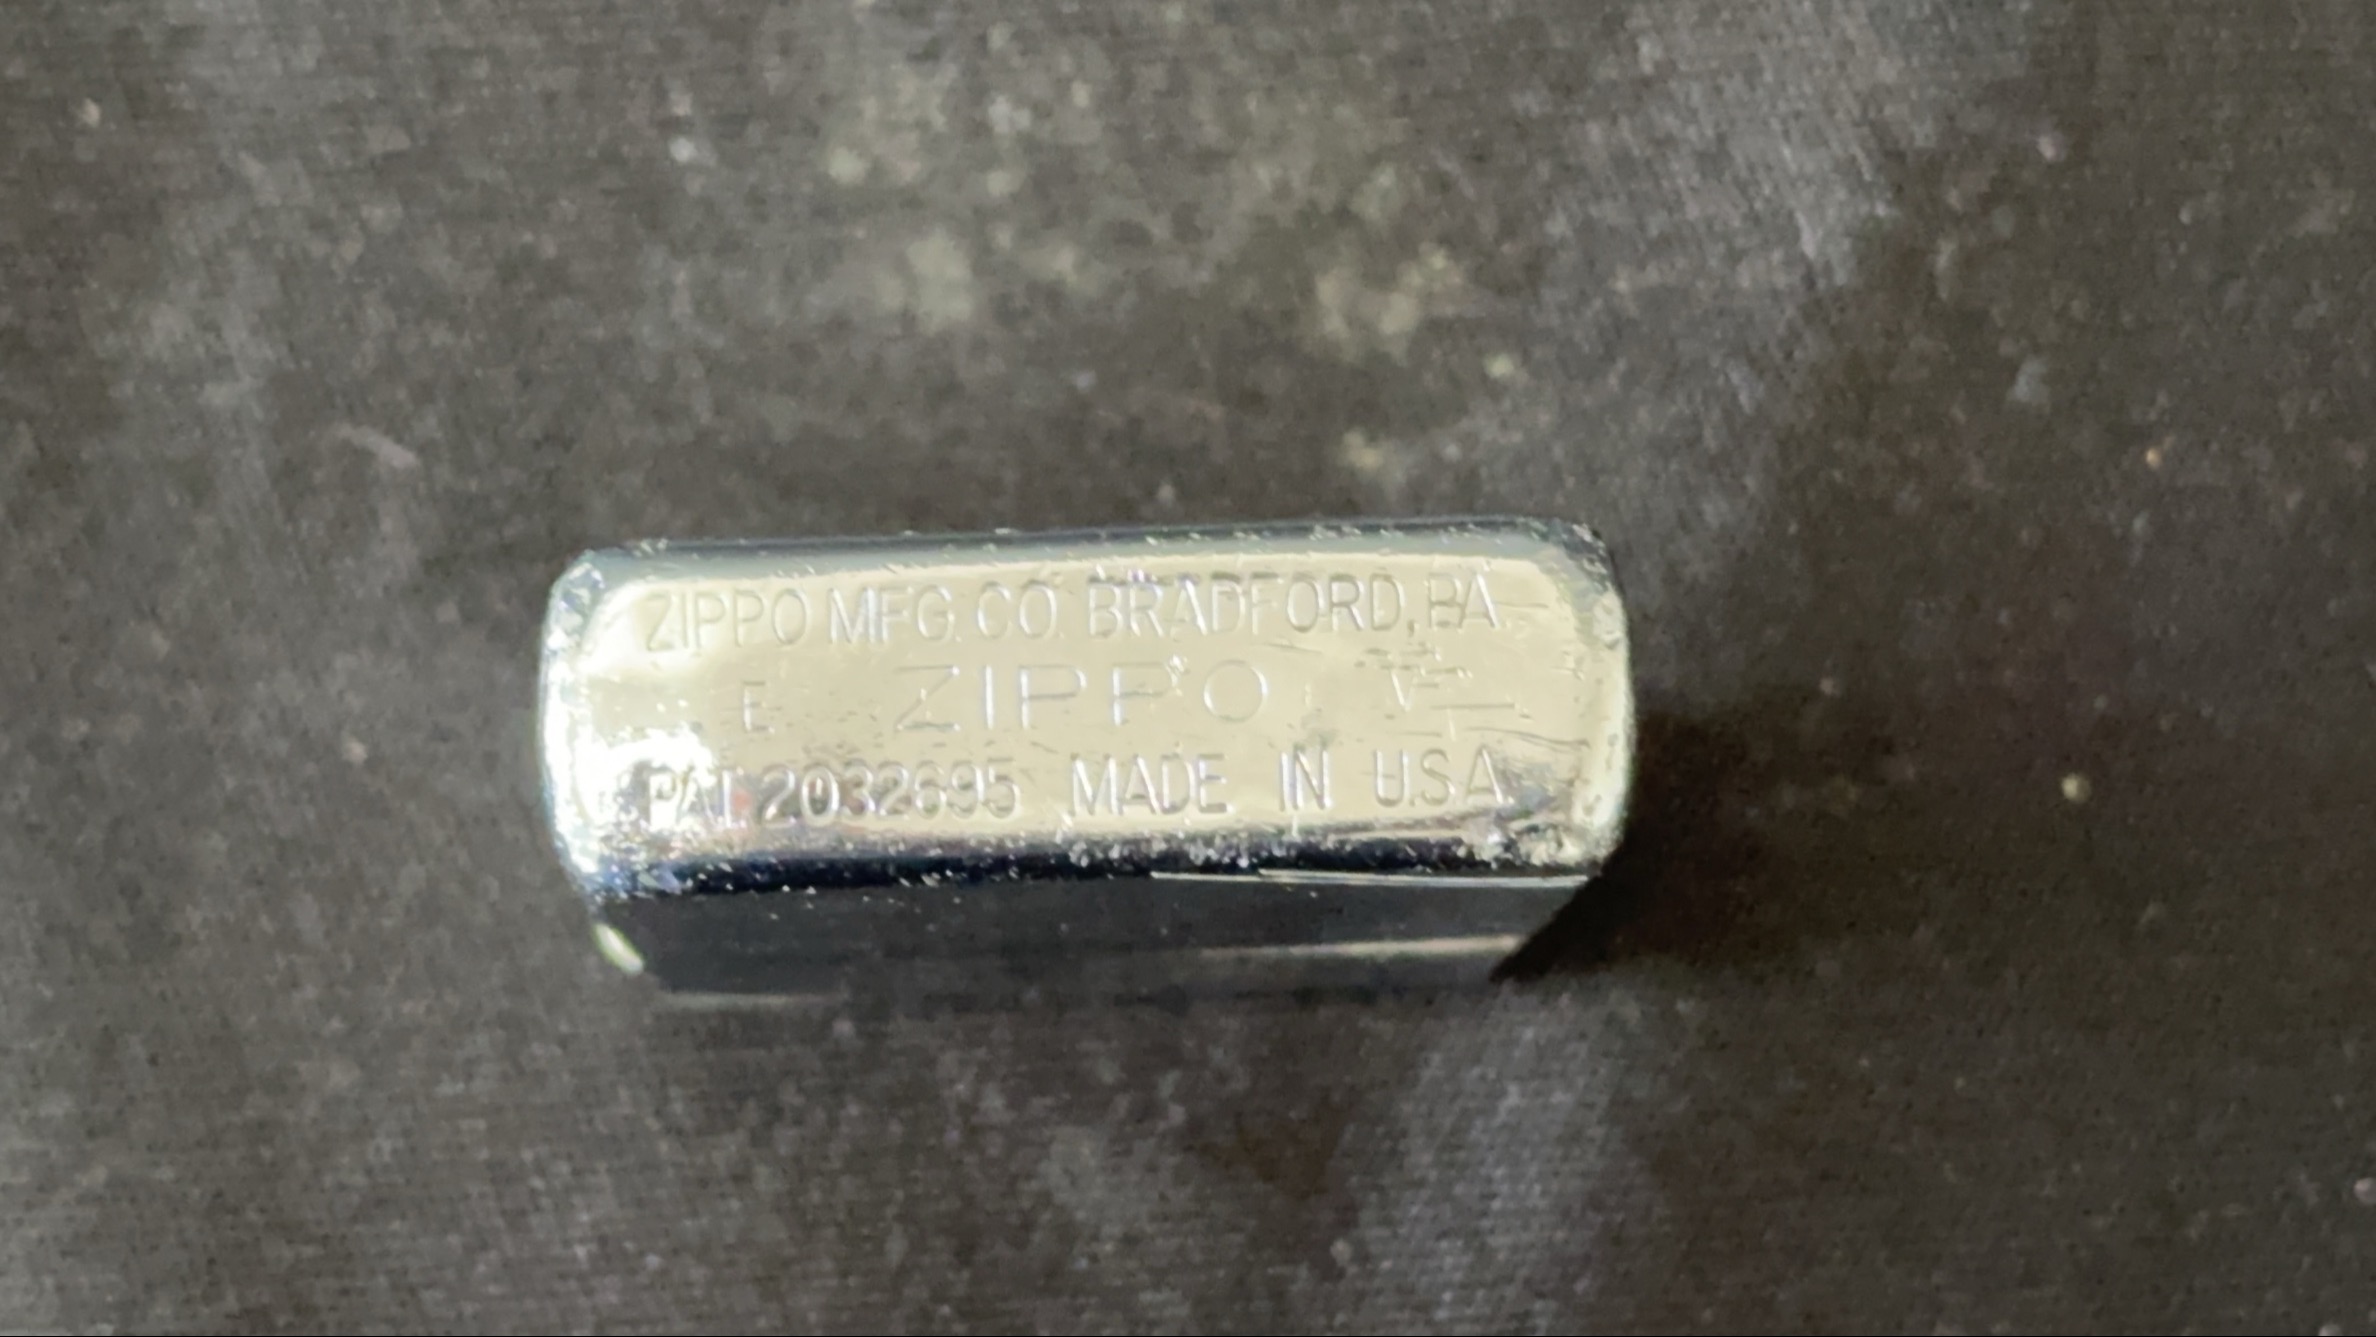 ZIPPO MFG. CO. BRADFORD, PA.
E ZIPPO V
PAT. 2032695 MADE IN U.S.A.